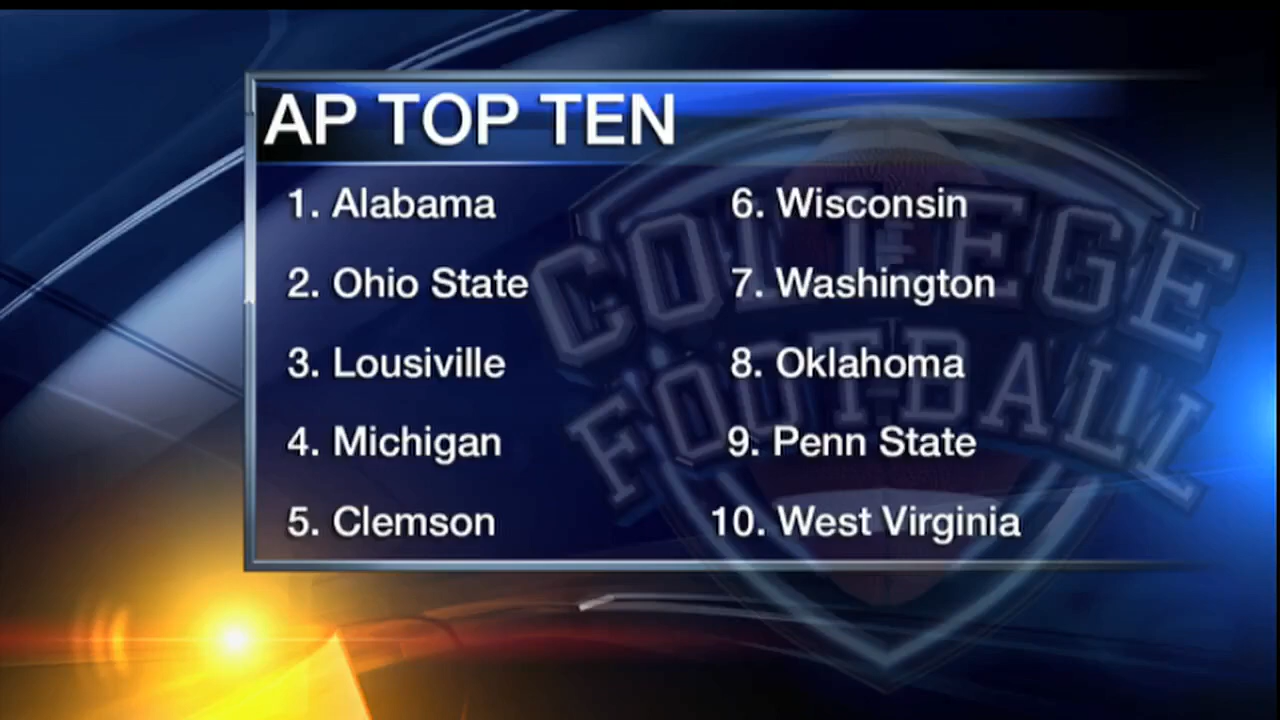 AP TOP TEN
1. Alabama
2. Ohio State
3. Lousiville
4. Michigan
5. Clemson
6. Wisconsin
7. Washington
8. Oklahoma
9. Penn State
10. West Virginia
COLLEGE
FOOTBALL